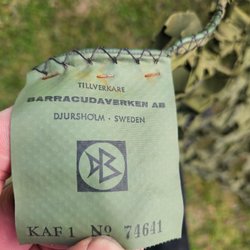 TILLVERKARE
BARRACUDAVERKEN AB
DJURSHOLM - SWEDEN
KAF 1 No 74641